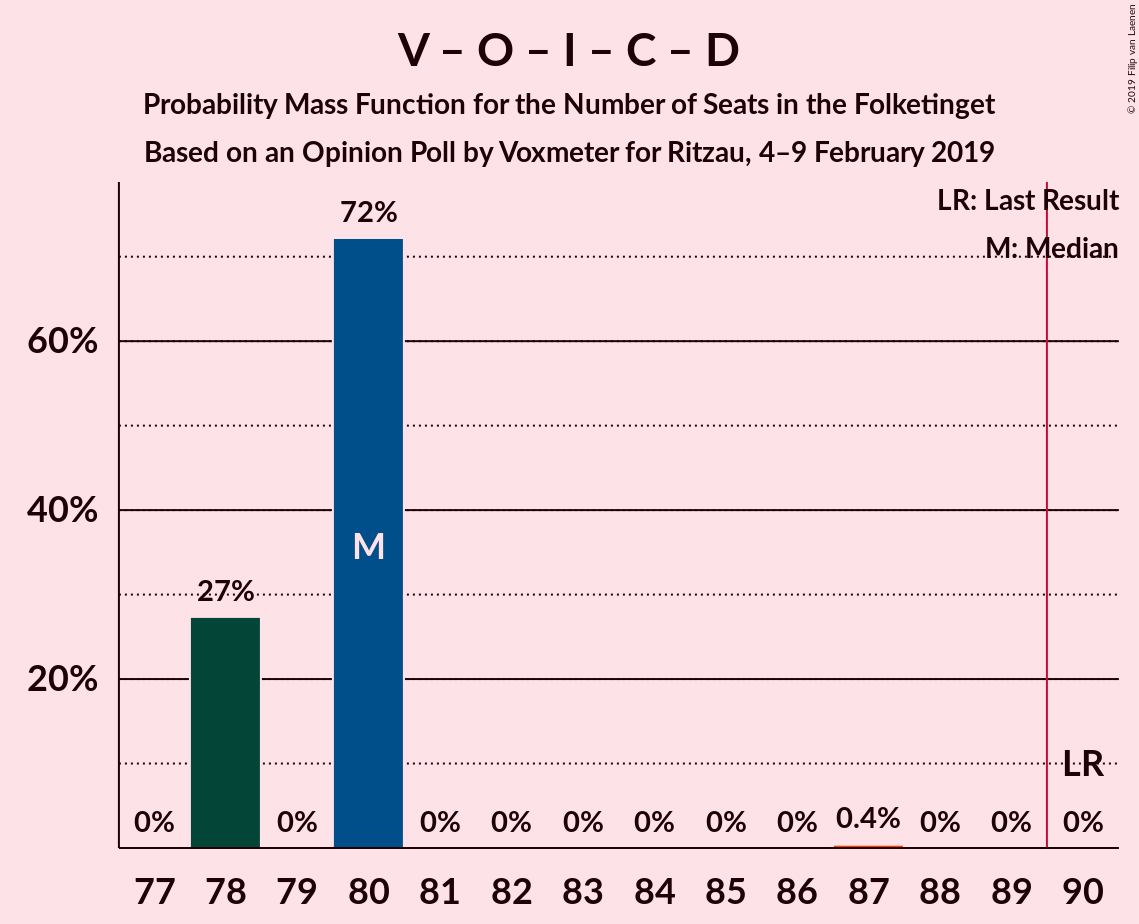 V – O – I – C – D
Probability Mass Function for the Number of Seats in the Folketinget
Based on an Opinion Poll by Voxmeter for Ritzau, 4–9 February 2019
© 2019 Filip van Laenen
LR: Last Result
M: Median
72%
60%
40%
M
27%
20%
LR
0% 0% 0% 0% 0% 0% 0% 0% 0.4% 0% 0% 0%
77 78 79 80 81 82 83 84 85 86 87 88 89 90